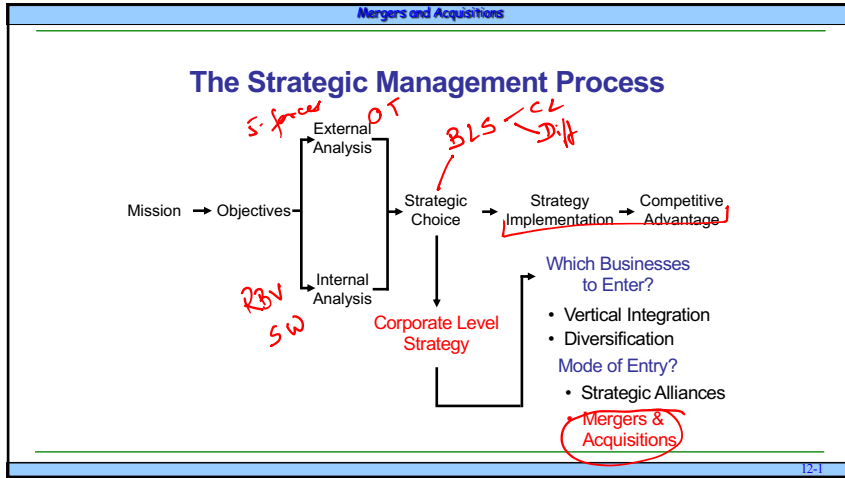 Mergers and Acquisitions
The Strategic Management Process
5-forces
OT
External
Analysis
BLS
CL
Diff
Mission
Objectives
Strategic
Choice
Strategy
Implementation
Competitive
Advantage
RBV
SW
Internal
Analysis
Corporate Level
Strategy
Which Businesses
to Enter?
• Vertical Integration
• Diversification
Mode of Entry?
• Strategic Alliances
• Mergers &
Acquisitions
12-1